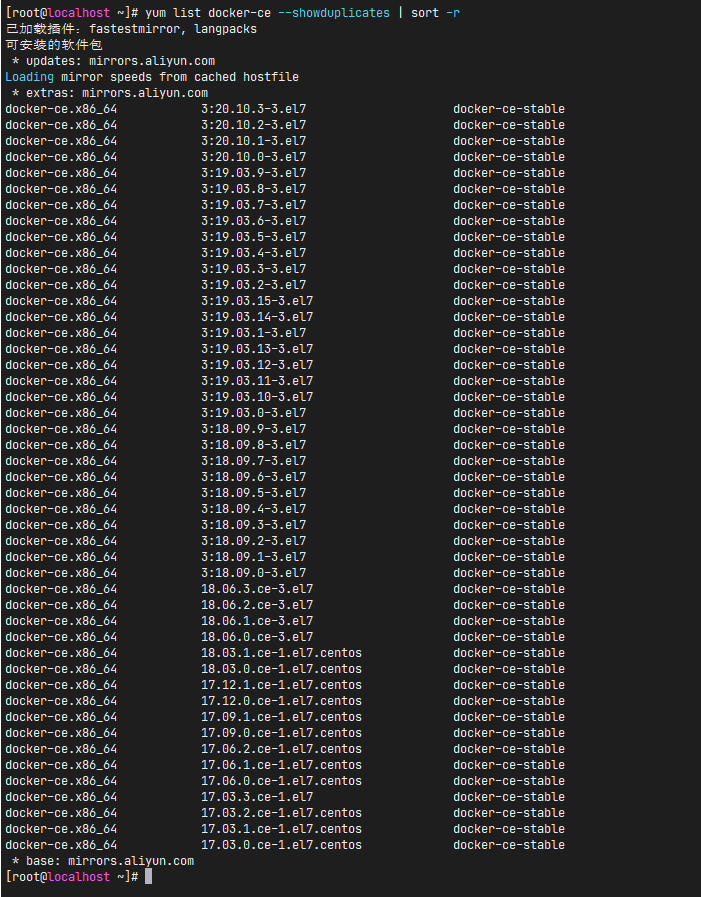 [root@localhost ~]# yum list docker-ce --showduplicates | sort -r
已加载插件：fastestmirror, langpacks
可安装的软件包
 * updates: mirrors.aliyun.com
Loading mirror speeds from cached hostfile
 * extras: mirrors.aliyun.com
docker-ce.x86_64            3:20.10.3-3.el7                     docker-ce-stable
docker-ce.x86_64            3:20.10.2-3.el7                     docker-ce-stable
docker-ce.x86_64            3:20.10.1-3.el7                     docker-ce-stable
docker-ce.x86_64            3:20.10.0-3.el7                     docker-ce-stable
docker-ce.x86_64            3:19.03.9-3.el7                     docker-ce-stable
docker-ce.x86_64            3:19.03.8-3.el7                     docker-ce-stable
docker-ce.x86_64            3:19.03.7-3.el7                     docker-ce-stable
docker-ce.x86_64            3:19.03.6-3.el7                     docker-ce-stable
docker-ce.x86_64            3:19.03.5-3.el7                     docker-ce-stable
docker-ce.x86_64            3:19.03.4-3.el7                     docker-ce-stable
docker-ce.x86_64            3:19.03.3-3.el7                     docker-ce-stable
docker-ce.x86_64            3:19.03.2-3.el7                     docker-ce-stable
docker-ce.x86_64            3:19.03.15-3.el7                    docker-ce-stable
docker-ce.x86_64            3:19.03.14-3.el7                    docker-ce-stable
docker-ce.x86_64            3:19.03.1-3.el7                     docker-ce-stable
docker-ce.x86_64            3:19.03.13-3.el7                    docker-ce-stable
docker-ce.x86_64            3:19.03.12-3.el7                    docker-ce-stable
docker-ce.x86_64            3:19.03.11-3.el7                    docker-ce-stable
docker-ce.x86_64            3:19.03.10-3.el7                    docker-ce-stable
docker-ce.x86_64            3:19.03.0-3.el7                     docker-ce-stable
docker-ce.x86_64            3:18.09.9-3.el7                     docker-ce-stable
docker-ce.x86_64            3:18.09.8-3.el7                     docker-ce-stable
docker-ce.x86_64            3:18.09.7-3.el7                     docker-ce-stable
docker-ce.x86_64            3:18.09.6-3.el7                     docker-ce-stable
docker-ce.x86_64            3:18.09.5-3.el7                     docker-ce-stable
docker-ce.x86_64            3:18.09.4-3.el7                     docker-ce-stable
docker-ce.x86_64            3:18.09.3-3.el7                     docker-ce-stable
docker-ce.x86_64            3:18.09.2-3.el7                     docker-ce-stable
docker-ce.x86_64            3:18.09.1-3.el7                     docker-ce-stable
docker-ce.x86_64            3:18.09.0-3.el7                     docker-ce-stable
docker-ce.x86_64            18.06.3.ce-3.el7                    docker-ce-stable
docker-ce.x86_64            18.06.2.ce-3.el7                    docker-ce-stable
docker-ce.x86_64            18.06.1.ce-3.el7                    docker-ce-stable
docker-ce.x86_64            18.06.0.ce-3.el7                    docker-ce-stable
docker-ce.x86_64            18.03.1.ce-1.el7.centos             docker-ce-stable
docker-ce.x86_64            18.03.0.ce-1.el7.centos             docker-ce-stable
docker-ce.x86_64            17.12.1.ce-1.el7.centos             docker-ce-stable
docker-ce.x86_64            17.12.0.ce-1.el7.centos             docker-ce-stable
docker-ce.x86_64            17.09.1.ce-1.el7.centos             docker-ce-stable
docker-ce.x86_64            17.09.0.ce-1.el7.centos             docker-ce-stable
docker-ce.x86_64            17.06.2.ce-1.el7.centos             docker-ce-stable
docker-ce.x86_64            17.06.1.ce-1.el7.centos             docker-ce-stable
docker-ce.x86_64            17.06.0.ce-1.el7.centos             docker-ce-stable
docker-ce.x86_64            17.03.3.ce-1.el7                    docker-ce-stable
docker-ce.x86_64            17.03.2.ce-1.el7.centos             docker-ce-stable
docker-ce.x86_64            17.03.1.ce-1.el7.centos             docker-ce-stable
docker-ce.x86_64            17.03.0.ce-1.el7.centos             docker-ce-stable
 * base: mirrors.aliyun.com
[root@localhost ~]#